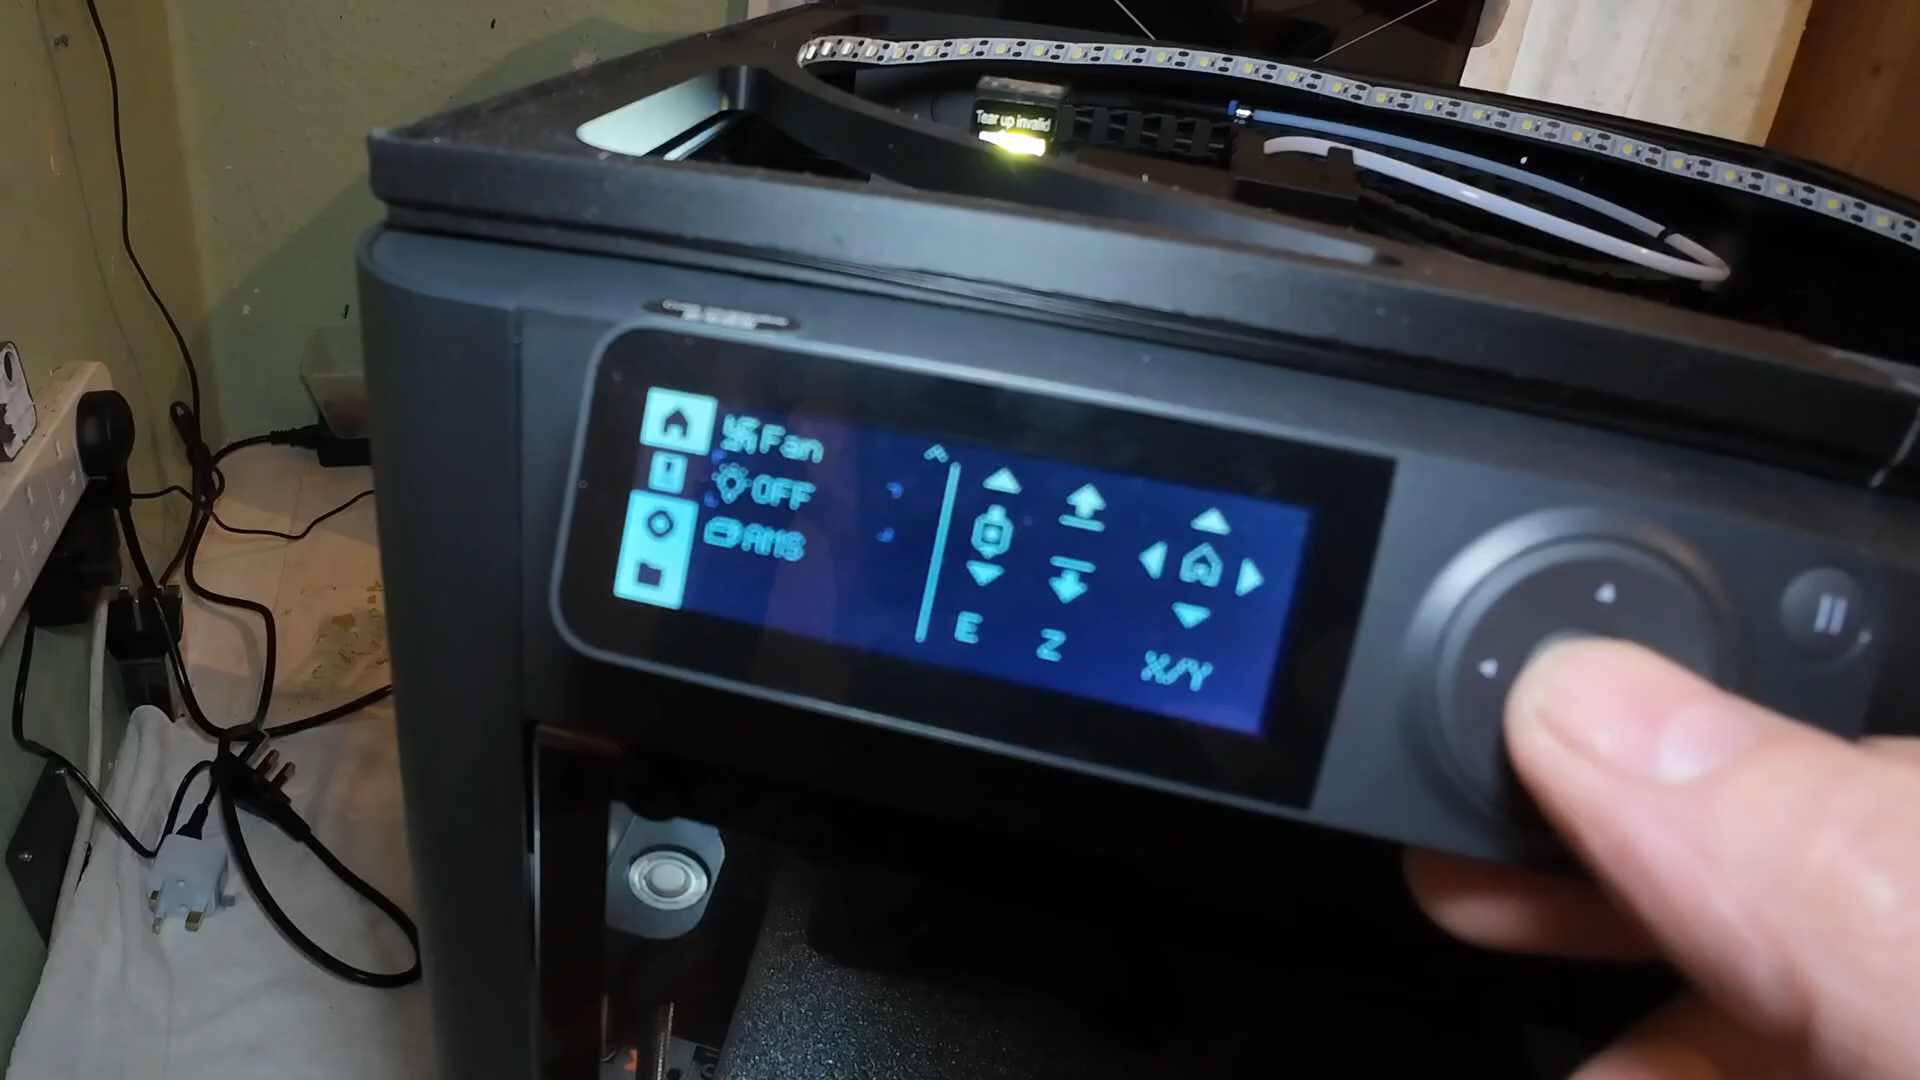 Tear up invalid
Fan
OFF
AMS
E
Z
X/Y